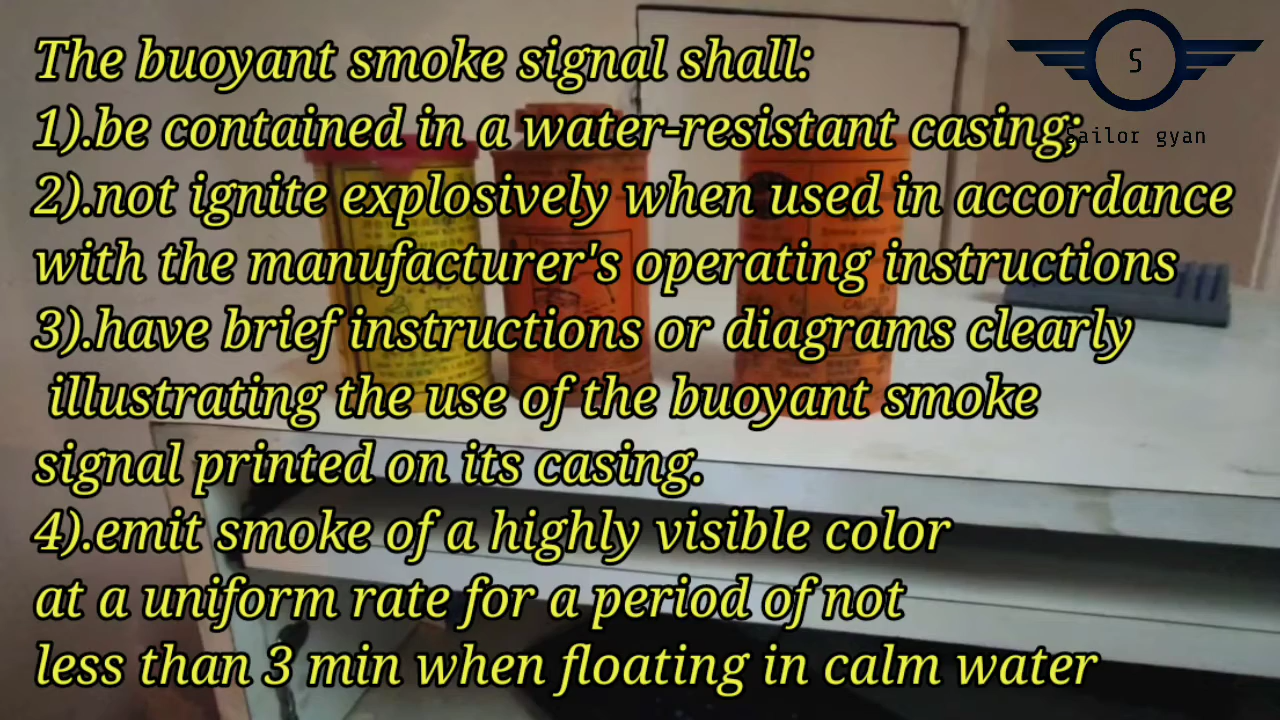 The buoyant smoke signal shall:
1).be contained in a water-resistant casing;
2).not ignite explosively when used in accordance
with the manufacturer's operating instructions
3).have brief instructions or diagrams clearly
illustrating the use of the buoyant smoke
signal printed on its casing.
4).emit smoke of a highly visible color
at a uniform rate for a period of not
less than 3 min when floating in calm water
S
Sailor gyan